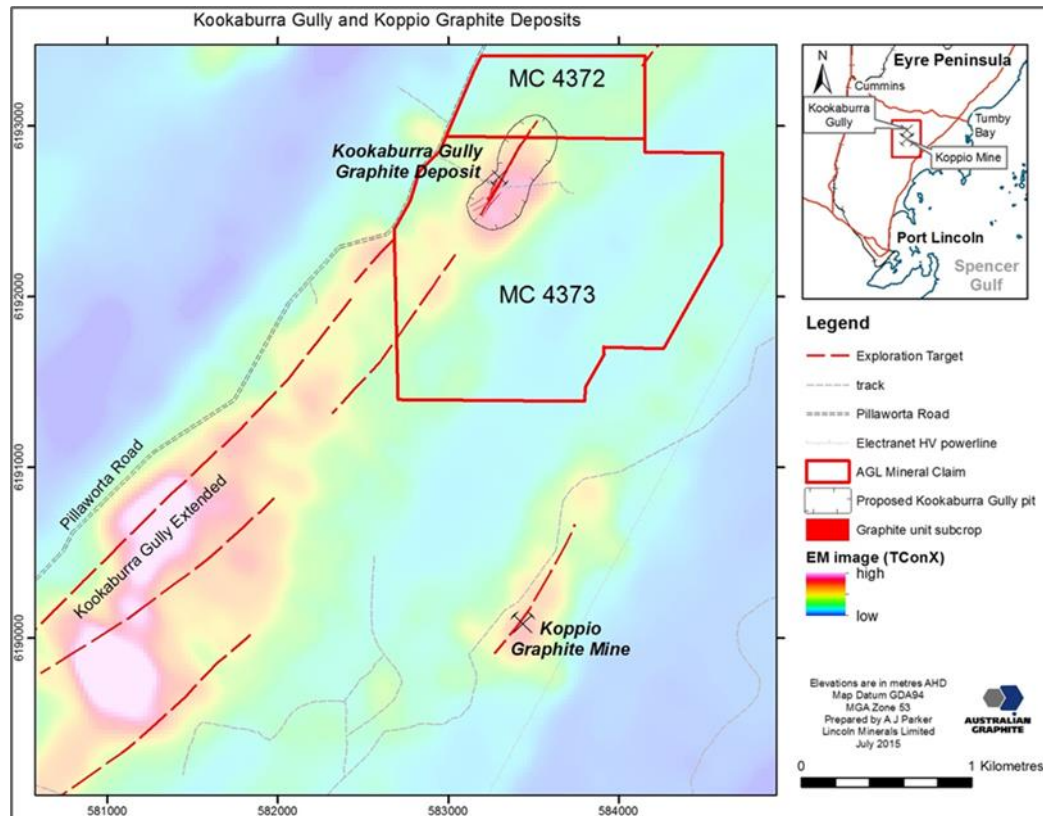 Kookaburra Gully and Koppio Graphite Deposits
MC 4372
Kookaburra Gully
Graphite Deposit
MC 4373
Pillaworta Road
Kookaburra Gully Extended
Koppio
Graphite Mine
6193000
6192000
6191000
6190000
581000
582000
583000
584000
N
Eyre Peninsula
Cummins
Kookaburra
Gully
Tumby
Bay
Koppio Mine
Port Lincoln
Spencer
Gulf
Legend
Exploration Target
track
Pillaworta Road
Electranet HV powerline
AGL Mineral Claim
Proposed Kookaburra Gully pit
Graphite unit subcrop
EM image (TConX)
high
low
Elevations are in metres AHD
Map Datum GDA94
MGA Zone 53
Prepared by A J Parker
Lincoln Minerals Limited
July 2015
AUSTRALIAN
GRAPHITE
0 1 Kilometres